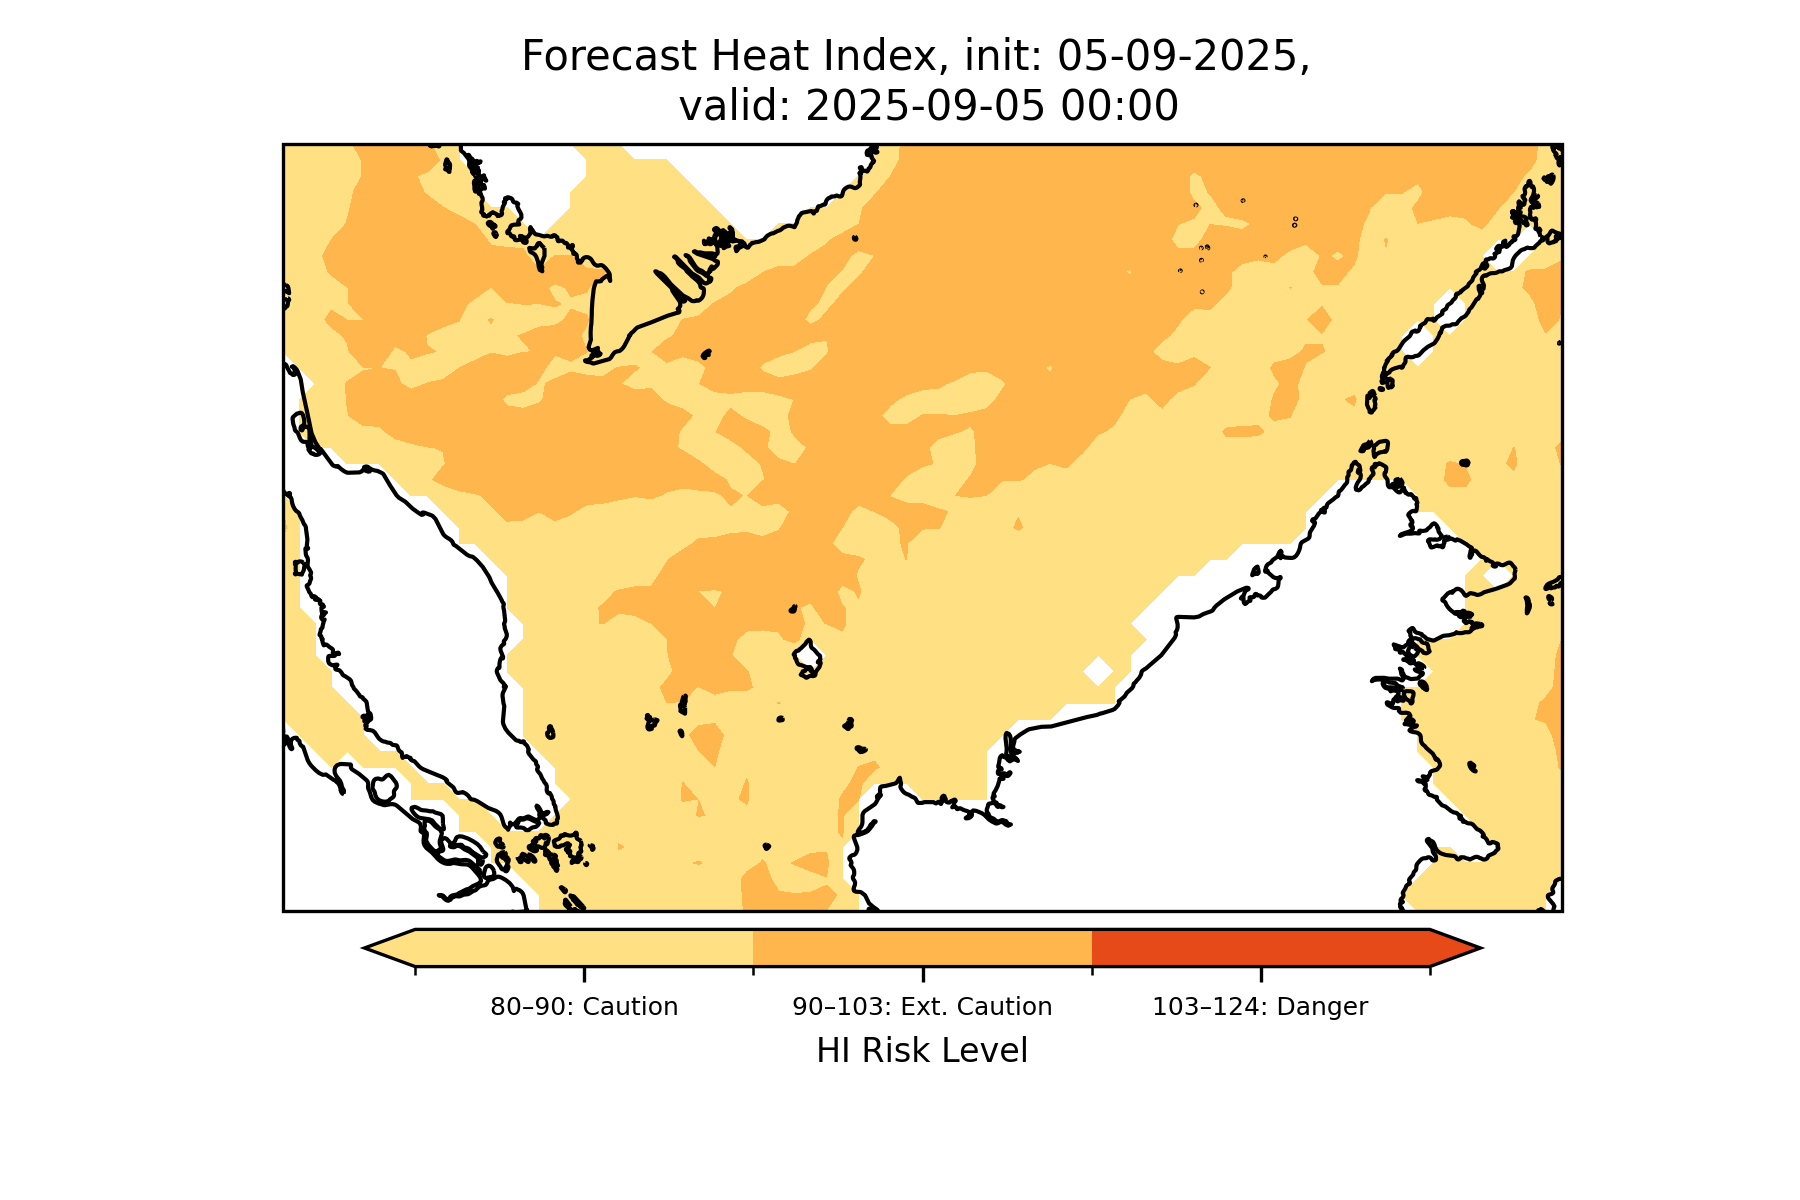 Forecast Heat Index, init: 05-09-2025,
valid: 2025-09-05 00:00
80–90: Caution
90–103: Ext. Caution
103–124: Danger
HI Risk Level